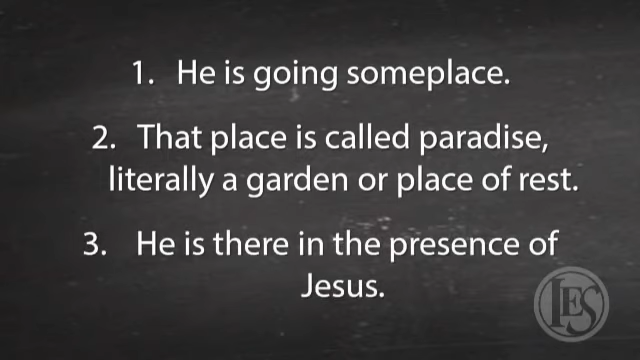 1. He is going someplace.
2. That place is called paradise,
literally a garden or place of rest.
3. He is there in the presence of
Jesus.
IES